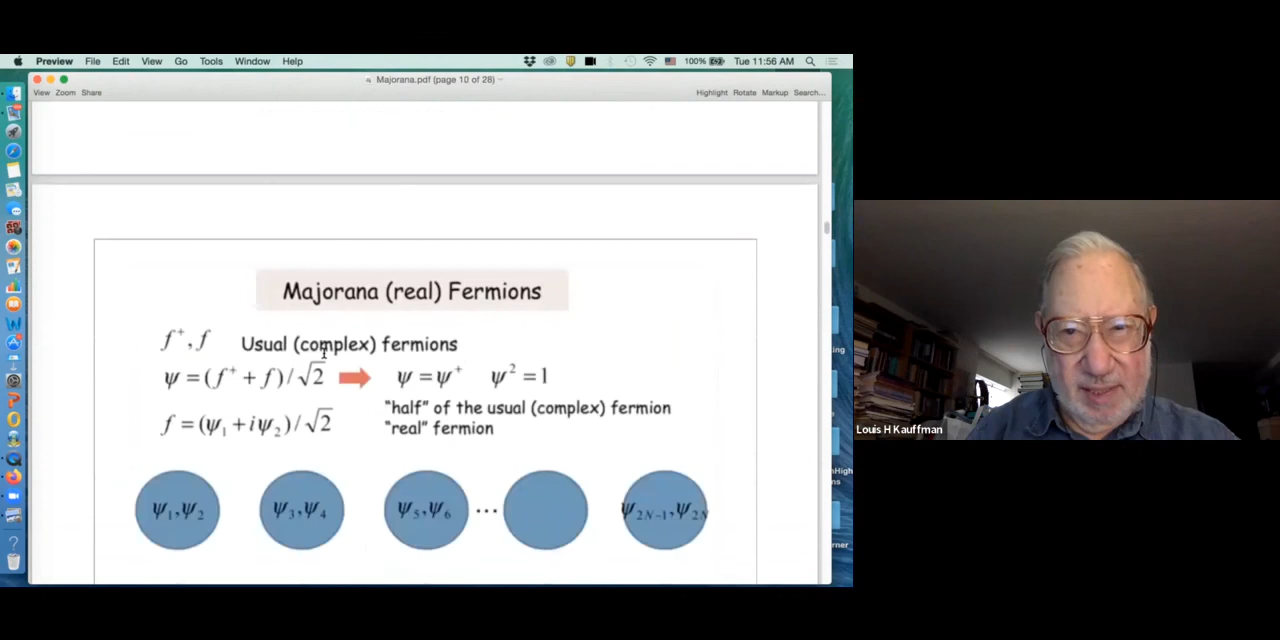 Preview File Edit View Go Tools Window Help 100% Tue 11:56 AM
Majorana.pdf (page 10 of 28)
View Zoom Share Highlight Rotate Markup Search...
Majorana (real) Fermions
f⁺, f Usual (complex) fermions
ψ = (f⁺ + f)/√2 ψ = ψ⁺ ψ² = 1
f = (ψ₁ + iψ₂)/√2 "half" of the usual (complex) fermion
"real" fermion
ψ₁,ψ₂ ψ₃,ψ₄ ψ₅,ψ₆ ... ψ₂N₋₁,ψ₂N
Louis H Kauffman